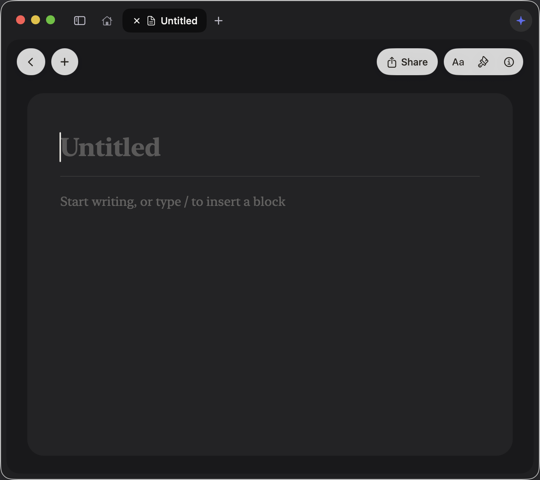 Untitled
Share
Aa
Untitled
Start writing, or type / to insert a block